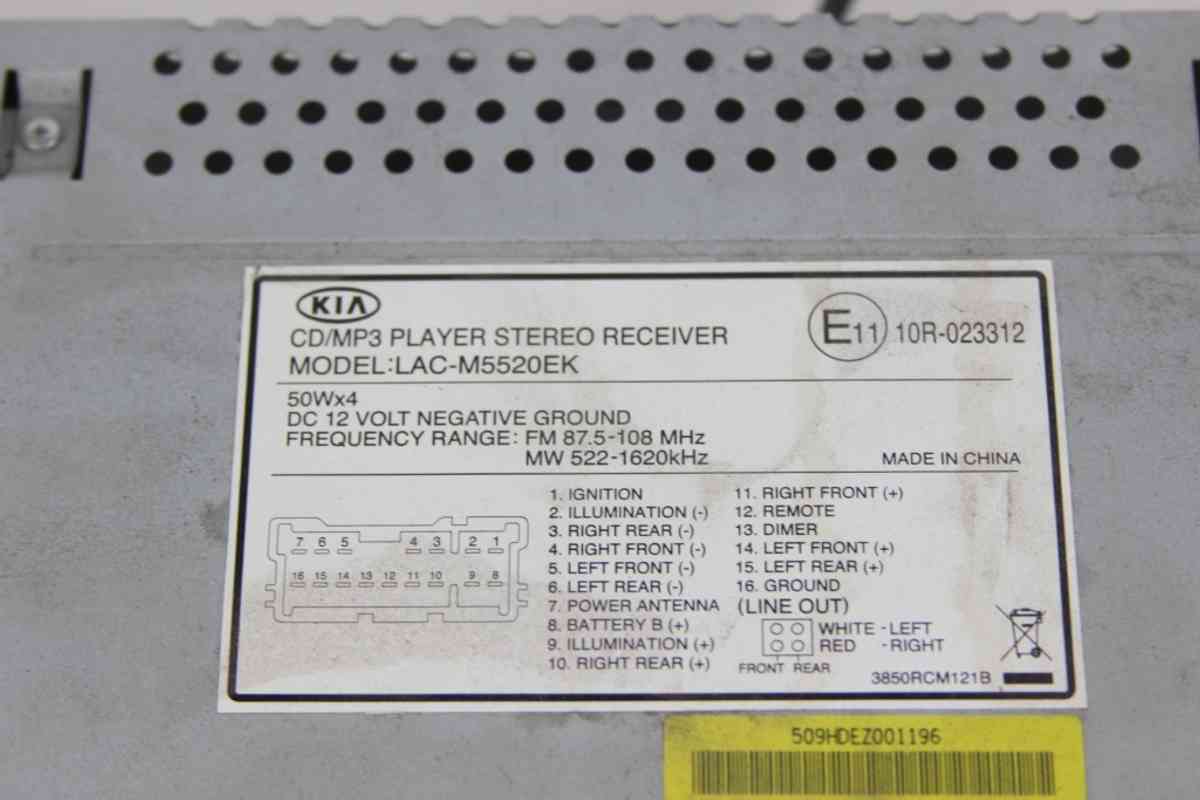 KIA
CD/MP3 PLAYER STEREO RECEIVER
MODEL:LAC-M5520EK
E11 10R-023312
50Wx4
DC 12 VOLT NEGATIVE GROUND
FREQUENCY RANGE: FM 87.5-108 MHz
MW 522-1620kHz
MADE IN CHINA
7 6 5 4 3 2 1
16 15 14 13 12 11 10 9 8
1. IGNITION
2. ILLUMINATION (-)
3. RIGHT REAR (-)
4. RIGHT FRONT (-)
5. LEFT FRONT (-)
6. LEFT REAR (-)
7. POWER ANTENNA
8. BATTERY B (+)
9. ILLUMINATION (+)
10. RIGHT REAR (+)
11. RIGHT FRONT (+)
12. REMOTE
13. DIMER
14. LEFT FRONT (+)
15. LEFT REAR (+)
16. GROUND
(LINE OUT)
WHITE - LEFT
RED - RIGHT
FRONT REAR
3850RCM121B
509HDEZ001196